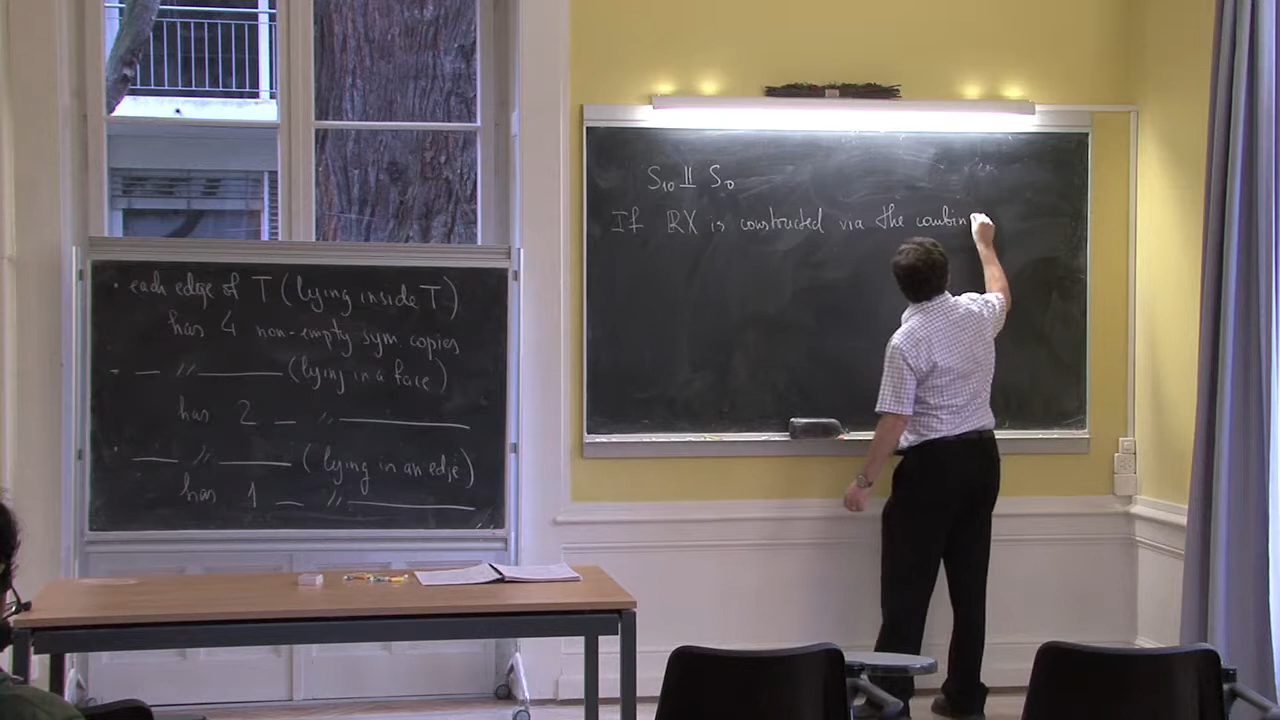 • each edge of T (lying inside T)
has 4 non-empty sym. copies
- — // —— (lying in a face)
has 2 — // ——
• — // —— (lying in an edge)
has 1 — // ——
S₁₀ ⫫ S₀
If ℝX is constructed via the combin